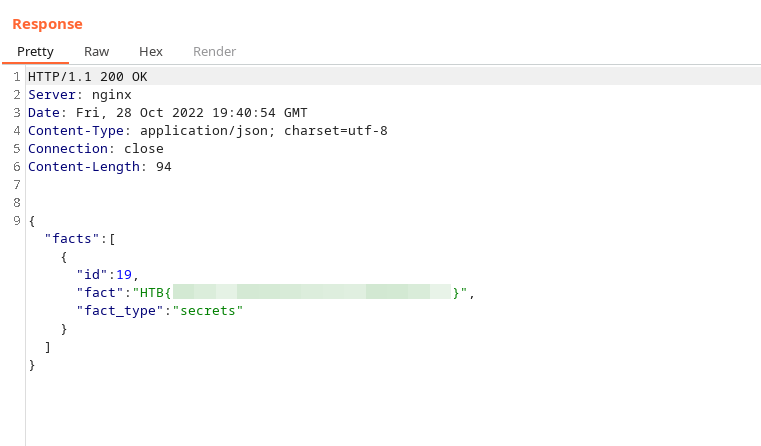 Response
Pretty Raw Hex Render
1 HTTP/1.1 200 OK
2 Server: nginx
3 Date: Fri, 28 Oct 2022 19:40:54 GMT
4 Content-Type: application/json; charset=utf-8
5 Connection: close
6 Content-Length: 94
7
8
9 {
"facts":[
{
"id":19,
"fact":"HTB{ }",
"fact_type":"secrets"
}
]
}